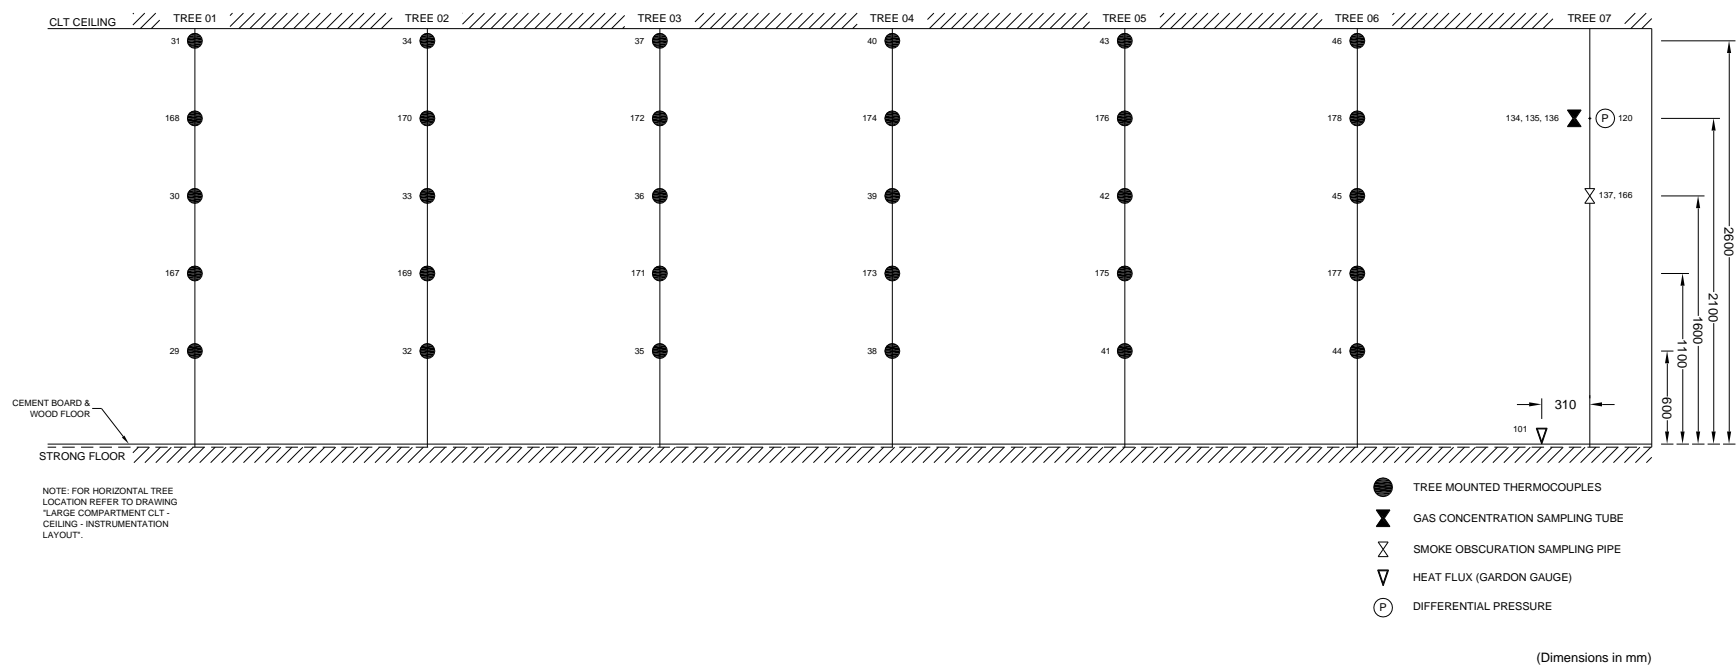 CLT CEILING
TREE 01
TREE 02
TREE 03
TREE 04
TREE 05
TREE 06
TREE 07
31
34
37
40
43
46
168
170
172
174
176
178
134, 135, 136
P
120
30
33
36
39
42
45
137, 166
167
169
171
173
175
177
29
32
35
38
41
44
2600
2100
1600
1100
600
310
101
CEMENT BOARD &
WOOD FLOOR
STRONG FLOOR
NOTE: FOR HORIZONTAL TREE
LOCATION REFER TO DRAWING
"LARGE COMPARTMENT CLT -
CEILING - INSTRUMENTATION
LAYOUT".
TREE MOUNTED THERMOCOUPLES
GAS CONCENTRATION SAMPLING TUBE
SMOKE OBSCURATION SAMPLING PIPE
HEAT FLUX (GARDON GAUGE)
P DIFFERENTIAL PRESSURE
(Dimensions in mm)